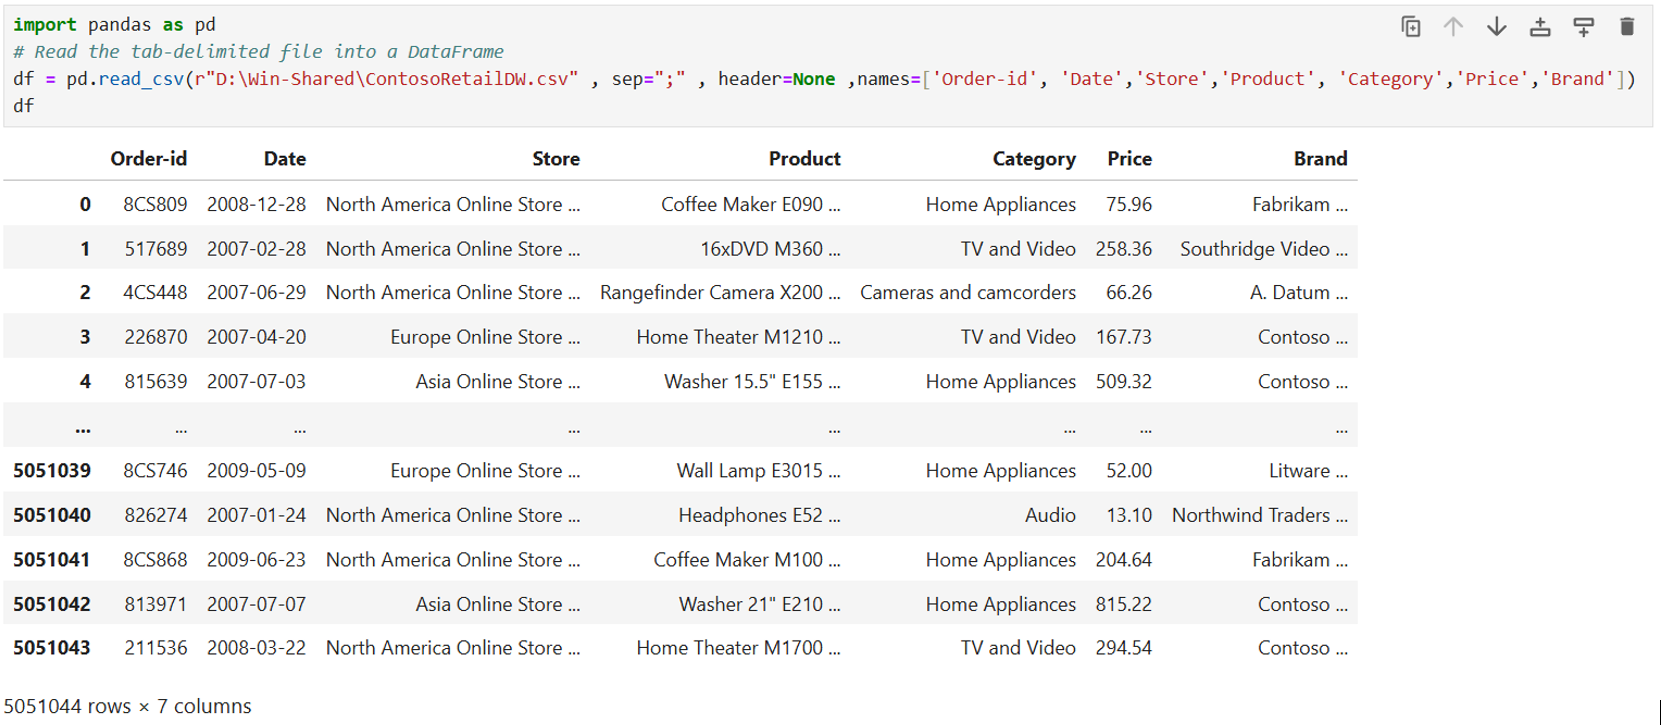 import pandas as pd
# Read the tab-delimited file into a DataFrame
df = pd.read_csv(r"D:\Win-Shared\ContosoRetailDW.csv" , sep=";" , header=None ,names=['Order-id', 'Date','Store','Product', 'Category','Price','Brand'])
df
Order-id Date Store Product Category Price Brand
0 8CS809 2008-12-28 North America Online Store ... Coffee Maker E090 ... Home Appliances 75.96 Fabrikam ...
1 517689 2007-02-28 North America Online Store ... 16xDVD M360 ... TV and Video 258.36 Southridge Video ...
2 4CS448 2007-06-29 North America Online Store ... Rangefinder Camera X200 ... Cameras and camcorders 66.26 A. Datum ...
3 226870 2007-04-20 Europe Online Store ... Home Theater M1210 ... TV and Video 167.73 Contoso ...
4 815639 2007-07-03 Asia Online Store ... Washer 15.5" E155 ... Home Appliances 509.32 Contoso ...
... ... ... ... ... ... ... ...
5051039 8CS746 2009-05-09 Europe Online Store ... Wall Lamp E3015 ... Home Appliances 52.00 Litware ...
5051040 826274 2007-01-24 North America Online Store ... Headphones E52 ... Audio 13.10 Northwind Traders ...
5051041 8CS868 2009-06-23 North America Online Store ... Coffee Maker M100 ... Home Appliances 204.64 Fabrikam ...
5051042 813971 2007-07-07 Asia Online Store ... Washer 21" E210 ... Home Appliances 815.22 Contoso ...
5051043 211536 2008-03-22 North America Online Store ... Home Theater M1700 ... TV and Video 294.54 Contoso ...
5051044 rows × 7 columns